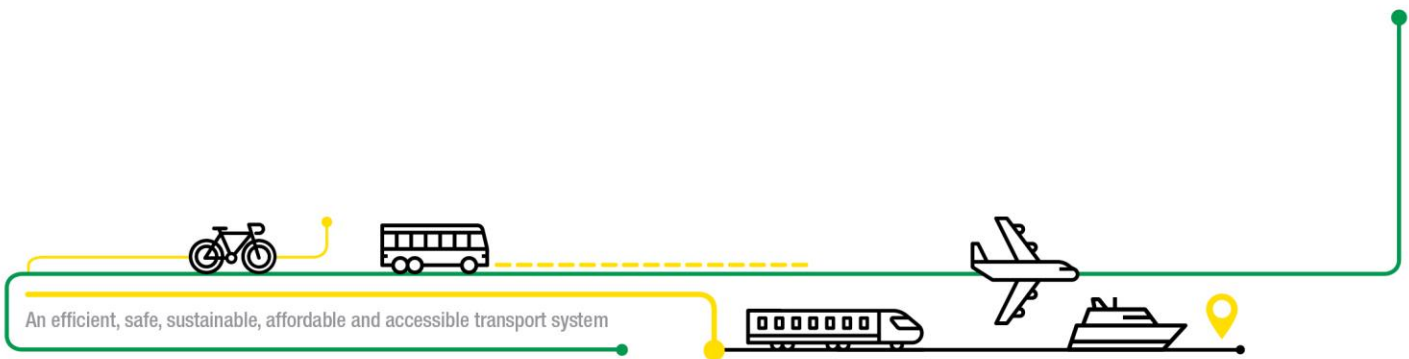 An efficient, safe, sustainable, affordable and accessible transport system